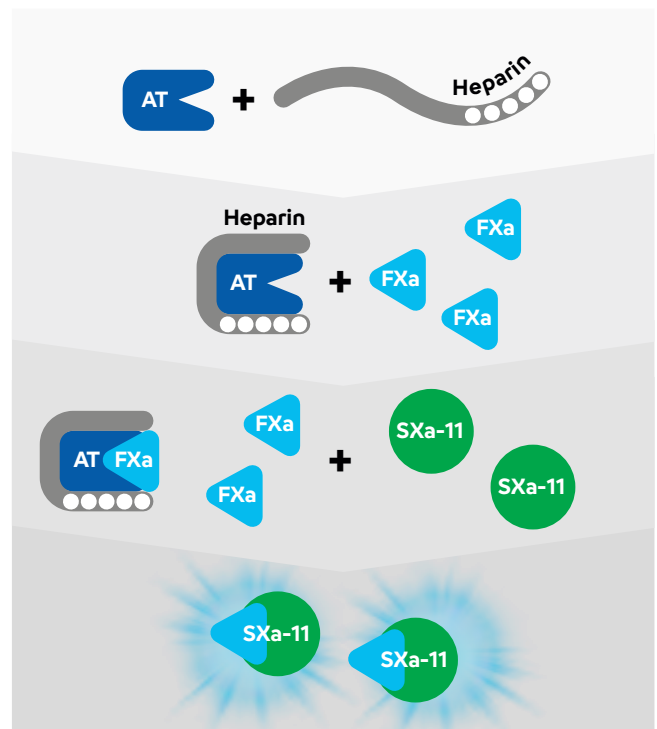 Heparin
AT +
Heparin
FXa
AT + FXa
FXa
FXa
SXa-11
AT FXa +
FXa
SXa-11
SXa-11
SXa-11